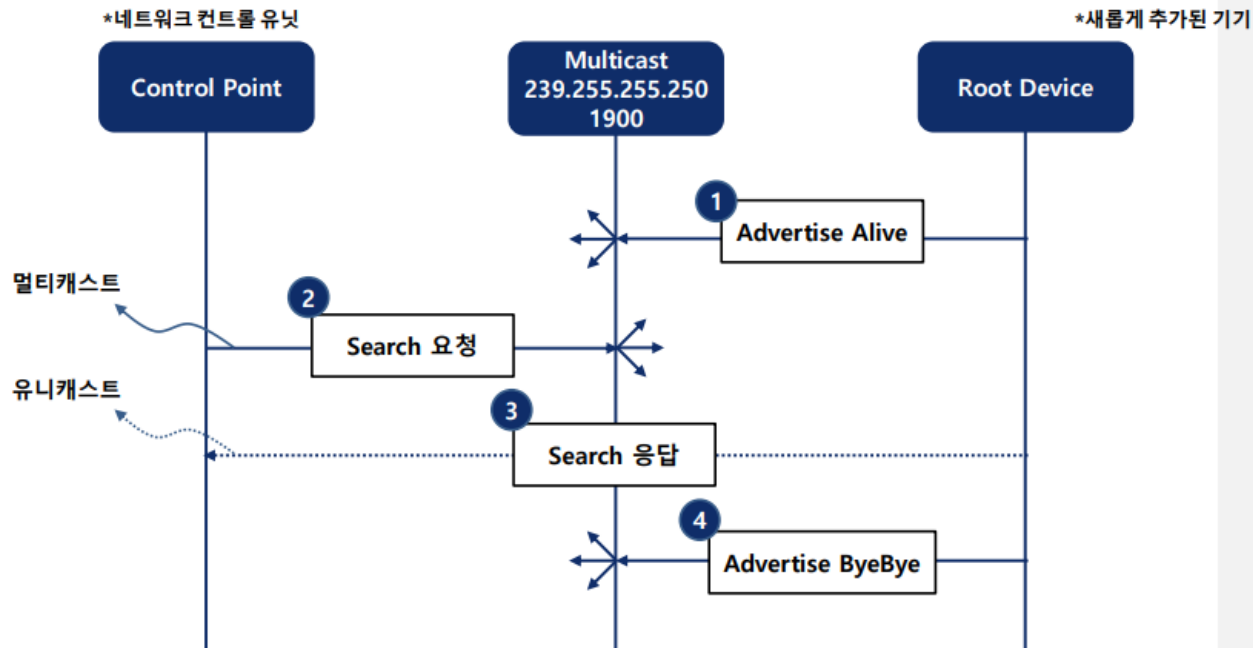 *네트워크 컨트롤 유닛
*새롭게 추가된 기기
Control Point
Multicast
239.255.255.250
1900
Root Device
1
Advertise Alive
멀티캐스트
2
Search 요청
유니캐스트
3
Search 응답
4
Advertise ByeBye